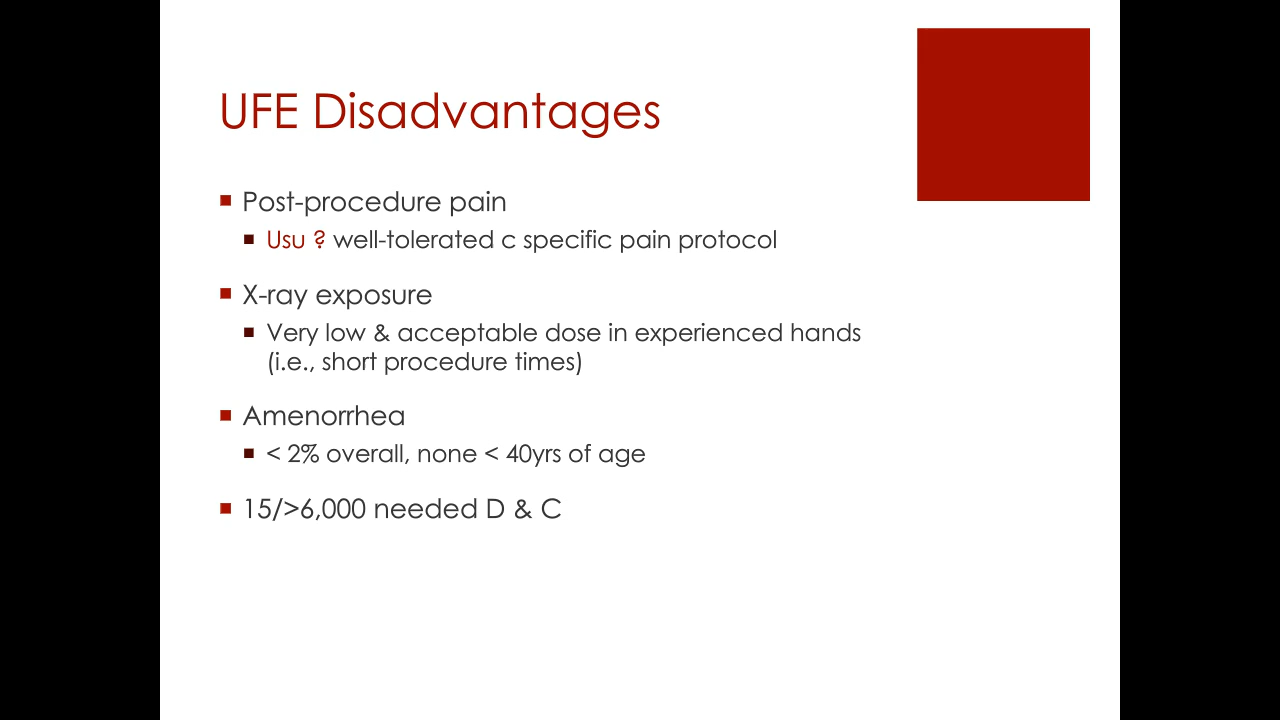 UFE Disadvantages
Post-procedure pain
Usu ? well-tolerated c specific pain protocol
X-ray exposure
Very low & acceptable dose in experienced hands
(i.e., short procedure times)
Amenorrhea
< 2% overall, none < 40yrs of age
15/>6,000 needed D & C